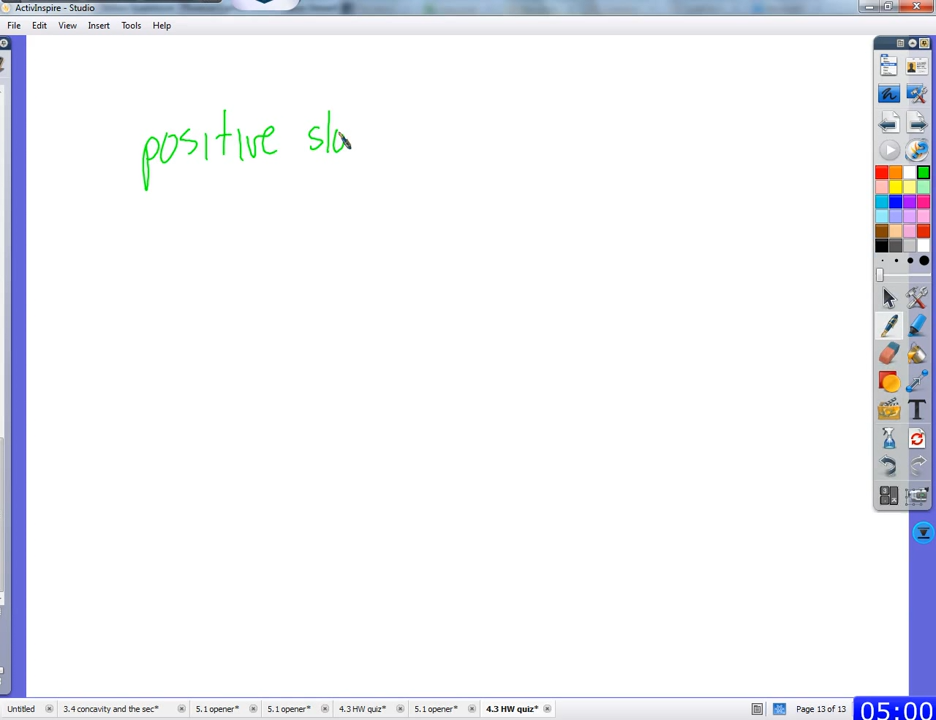 ActivInspire - Studio
File Edit View Insert Tools Help
positive slo
Untitled 3.4 concavity and the sec* 5.1 opener* 5.1 opener* 4.3 HW quiz* 5.1 opener* 4.3 HW quiz* Page 13 of 13
05:00